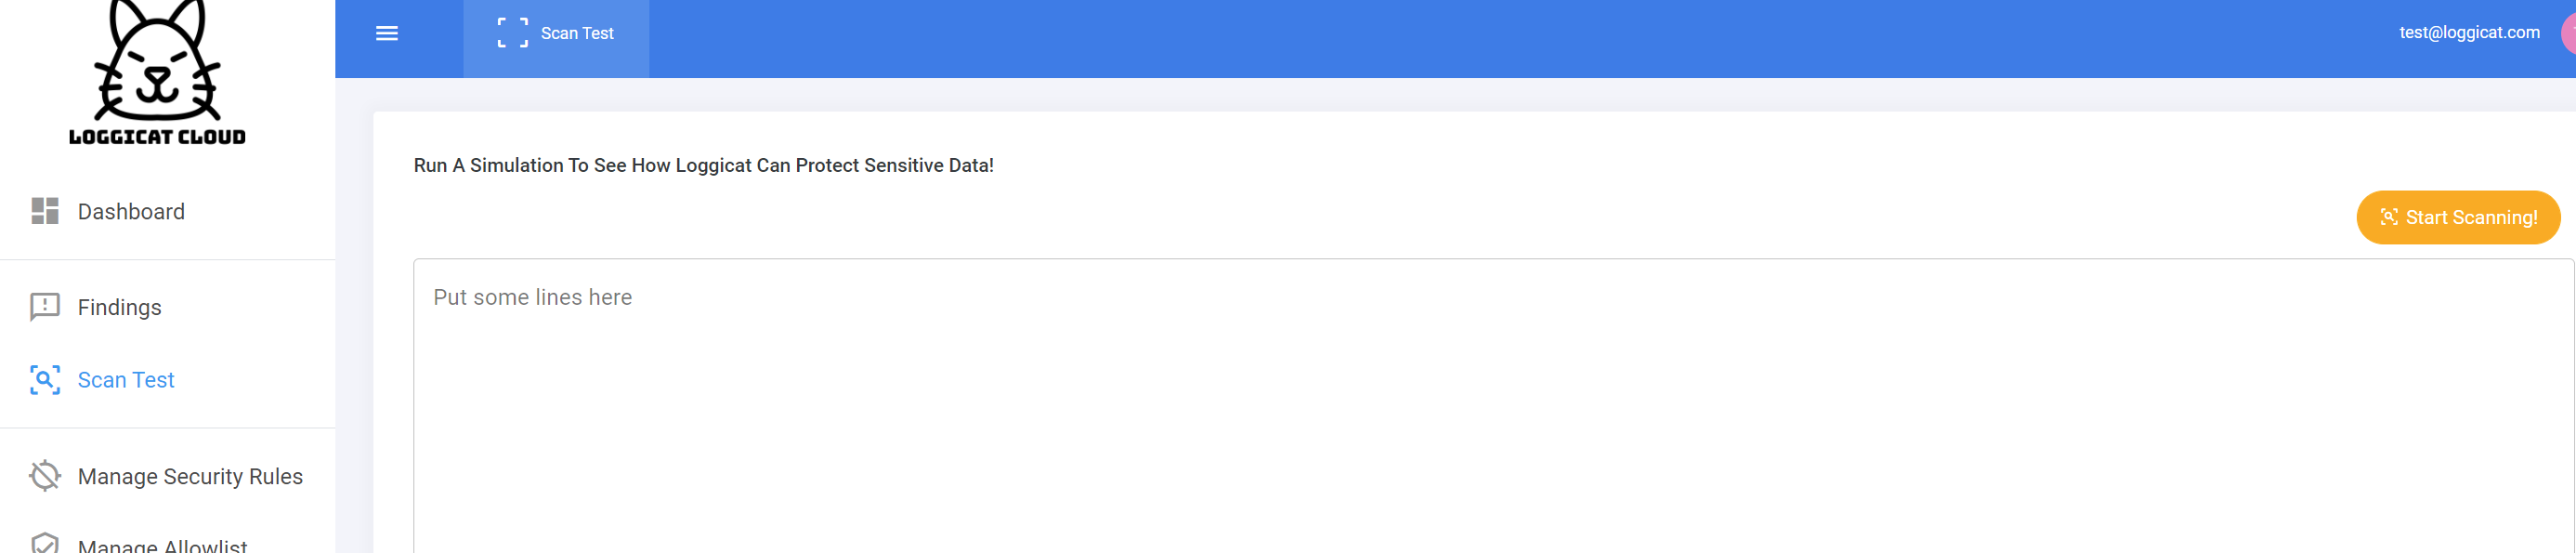 LOGGICAT CLOUD
Dashboard
Findings
Scan Test
Manage Security Rules
Manage Allowlist
Scan Test
test@loggicat.com
Run A Simulation To See How Loggicat Can Protect Sensitive Data!
Start Scanning!
Put some lines here